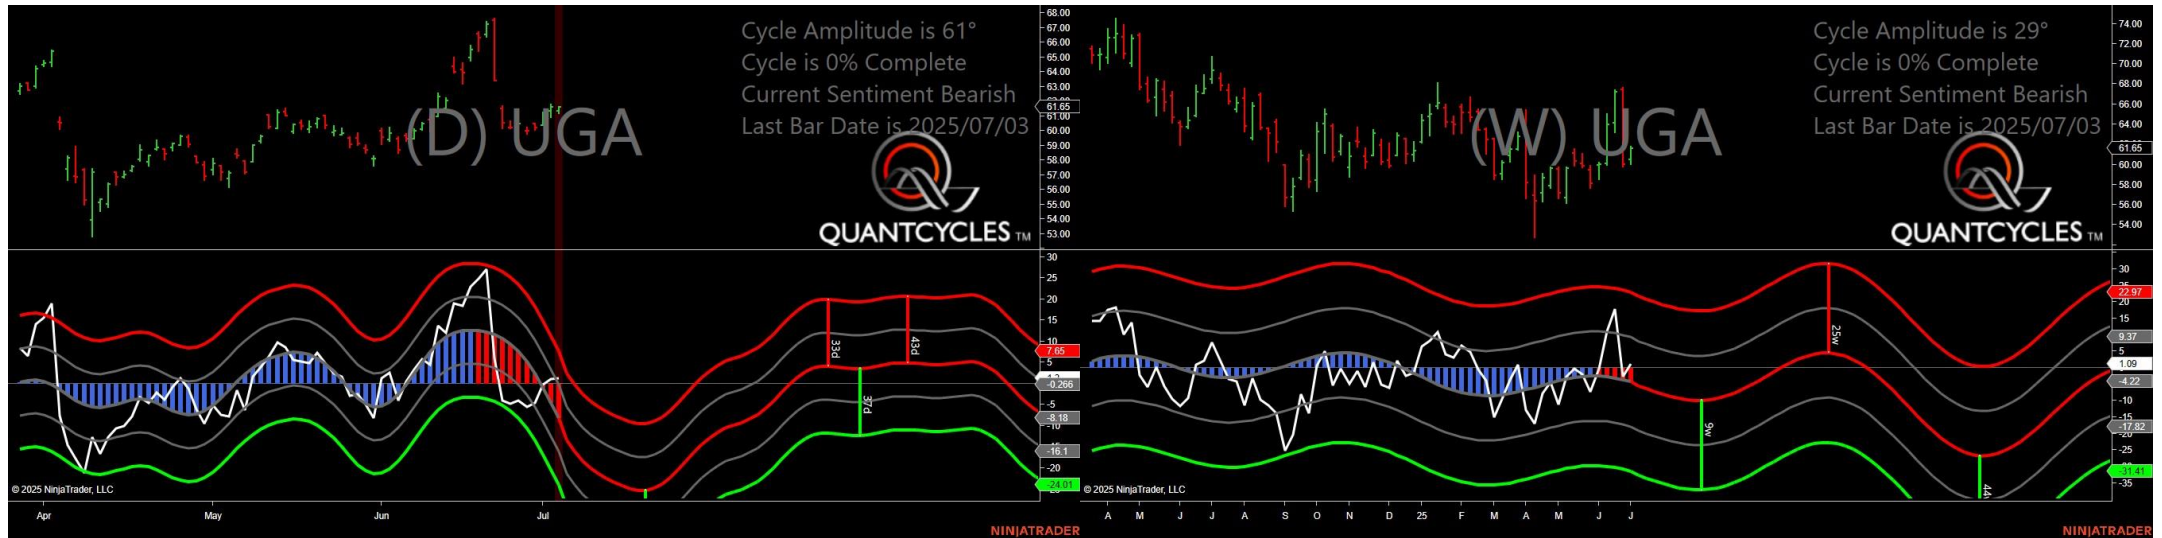 Cycle Amplitude is 61°
Cycle is 0% Complete
Current Sentiment Bearish
Last Bar Date is 2025/07/03
(D) UGA
QUANTCYCLES TM
68.00
67.00
66.00
65.00
64.00
63.00
61.65
61.00
60.00
59.00
58.00
57.00
56.00
55.00
54.00
53.00
30
25
20
15
10
7.65
5
-0.266
-5
-8.18
-10
-16.1
-20
-24.01
33d
43d
37d
© 2025 NinjaTrader, LLC
Apr May Jun Jul
NINJATRADER
Cycle Amplitude is 29°
Cycle is 0% Complete
Current Sentiment Bearish
Last Bar Date is 2025/07/03
(W) UGA
QUANTCYCLES TM
74.00
72.00
70.00
68.00
66.00
64.00
61.65
60.00
58.00
56.00
54.00
30
22.97
20
15
9.37
5
1.09
-4.22
-10
-15
-17.82
-20
-25
-31.41
-35
25w
9w
© 2025 NinjaTrader, LLC
A M J J A S O N D 25 F M A M J J
NINJATRADER